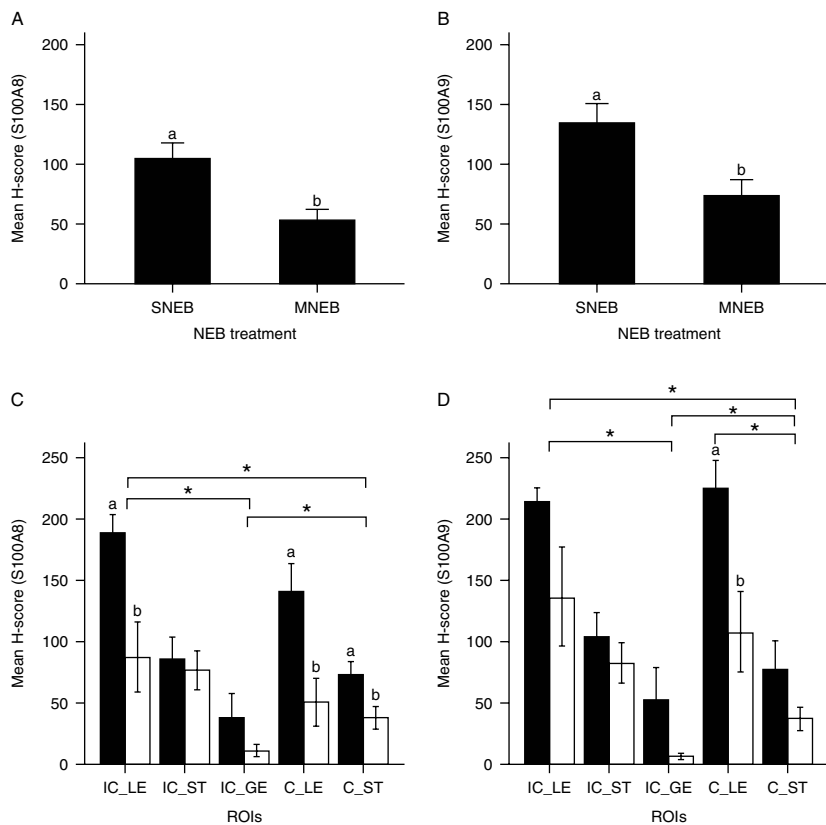 A
200
150
100
50
0
Mean H-score (S100A8)
a
b
SNEB MNEB
NEB treatment
B
200
150
100
50
0
Mean H-score (S100A9)
a
b
SNEB MNEB
NEB treatment
C
250
200
150
100
50
0
Mean H-score (S100A8)
*
*
*
a
b
a
b
a
b
IC_LE IC_ST IC_GE C_LE C_ST
ROIs
D
250
200
150
100
50
0
Mean H-score (S100A9)
*
*
*
*
a
b
IC_LE IC_ST IC_GE C_LE C_ST
ROIs